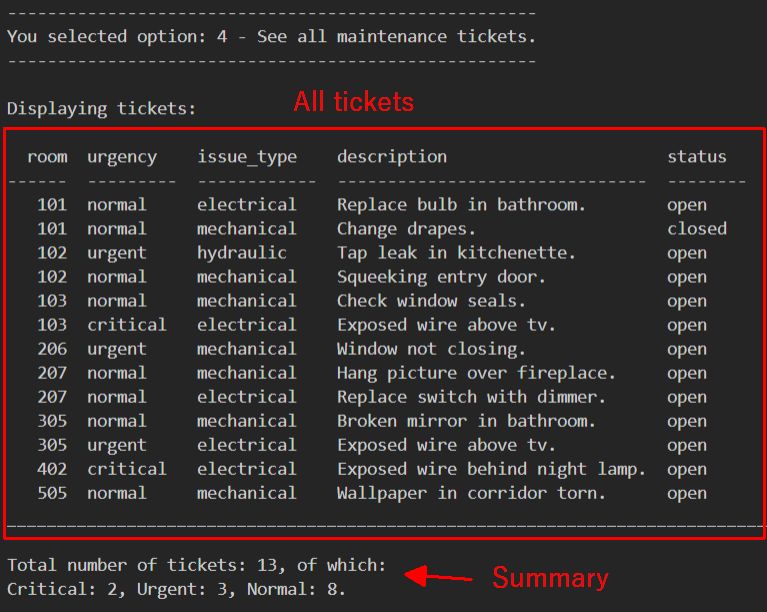 -----------------------------------------------------
You selected option: 4 - See all maintenance tickets.
-----------------------------------------------------
All tickets
Displaying tickets:
room urgency issue_type description status
------ --------- ------------ ------------------------------- --------
101 normal electrical Replace bulb in bathroom. open
101 normal mechanical Change drapes. closed
102 urgent hydraulic Tap leak in kitchenette. open
102 normal mechanical Squeeking entry door. open
103 normal mechanical Check window seals. open
103 critical electrical Exposed wire above tv. open
206 urgent mechanical Window not closing. open
207 normal mechanical Hang picture over fireplace. open
207 normal electrical Replace switch with dimmer. open
305 normal mechanical Broken mirror in bathroom. open
305 urgent electrical Exposed wire above tv. open
402 critical electrical Exposed wire behind night lamp. open
505 normal mechanical Wallpaper in corridor torn. open
____________________________________________________________________________
Total number of tickets: 13, of which:
Critical: 2, Urgent: 3, Normal: 8.
Summary